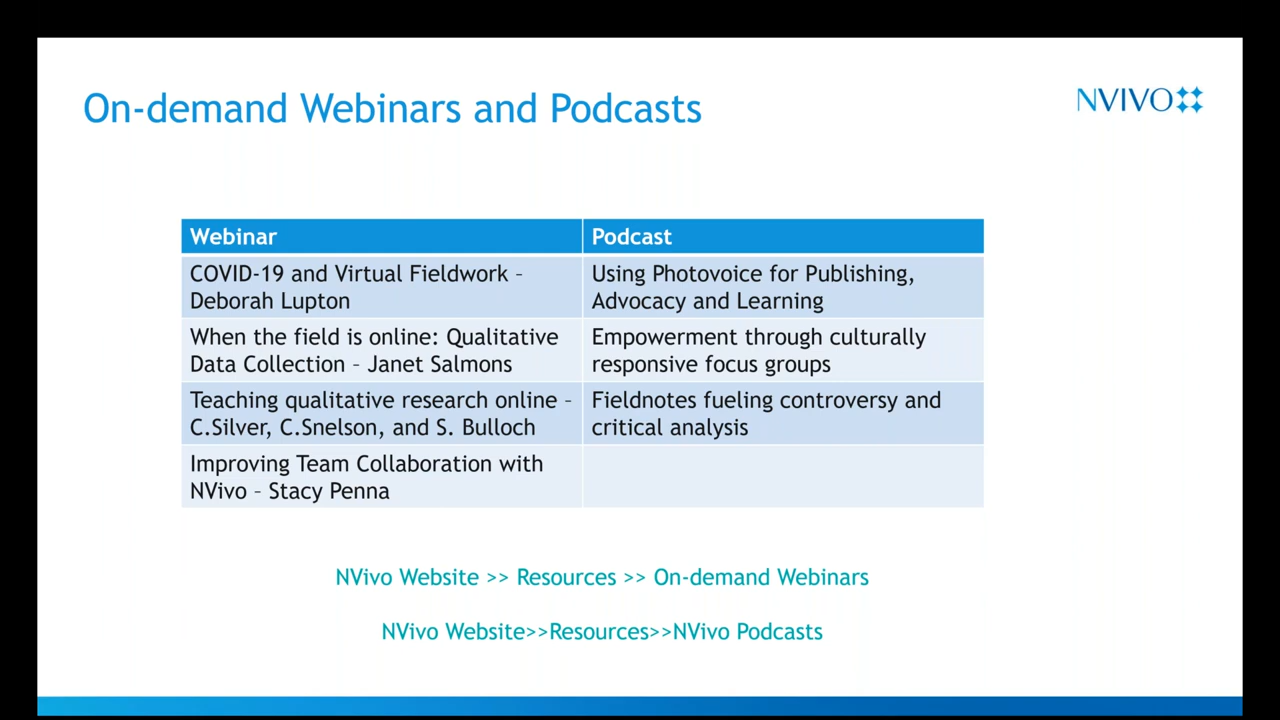 On-demand Webinars and Podcasts
NVIVO
Webinar
Podcast
COVID-19 and Virtual Fieldwork –
Deborah Lupton
Using Photovoice for Publishing,
Advocacy and Learning
When the field is online: Qualitative
Data Collection – Janet Salmons
Empowerment through culturally
responsive focus groups
Teaching qualitative research online –
C.Silver, C.Snelson, and S. Bulloch
Fieldnotes fueling controversy and
critical analysis
Improving Team Collaboration with
NVivo – Stacy Penna
NVivo Website >> Resources >> On-demand Webinars
NVivo Website>>Resources>>NVivo Podcasts